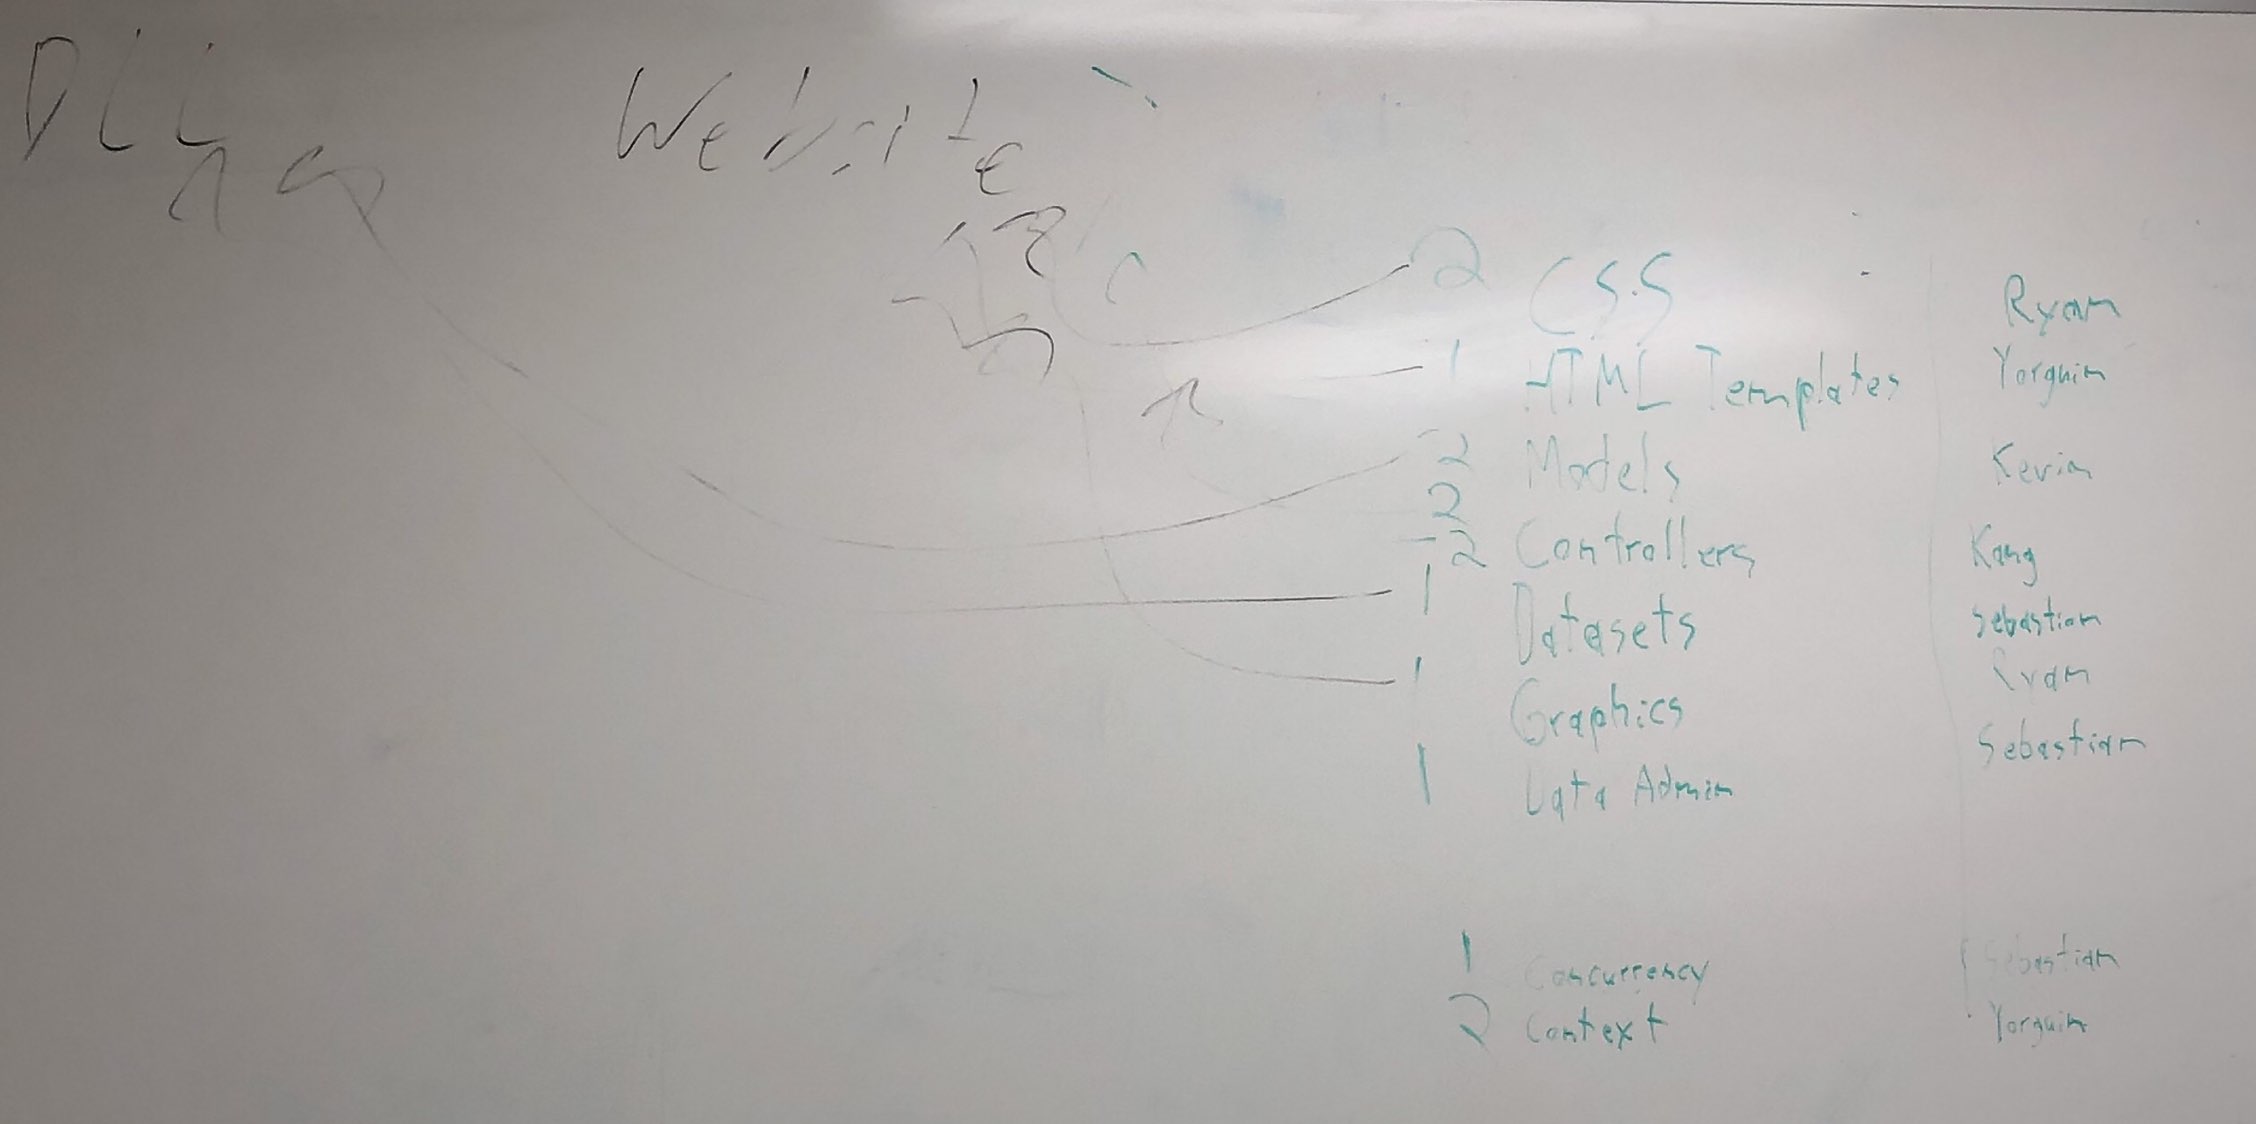 DLL Website
2 CSS Ryan
1 HTML Templates Yorguin
2 Models Kevin
2
2 Controllers Kang
1 Datasets Sebastian
1 Graphics Ryan
1 Data Admin Sebastian
1 Concurrency Sebastian
2 Context Yorguin